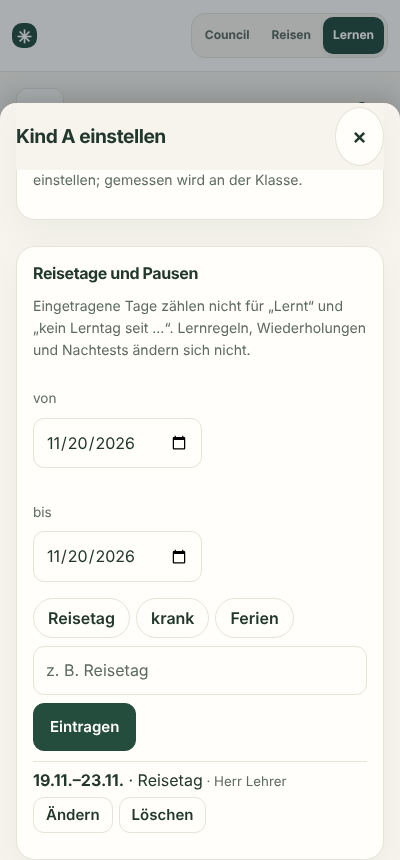 Council Reisen Lernen
Kind A einstellen
einstellen; gemessen wird an der Klasse.
Reisetage und Pausen
Eingetragene Tage zählen nicht für „Lernt“ und
„kein Lerntag seit …“. Lernregeln, Wiederholungen
und Nachtests ändern sich nicht.
von
11/20/2026
bis
11/20/2026
Reisetag krank Ferien
z. B. Reisetag
Eintragen
19.11.–23.11. · Reisetag · Herr Lehrer
Ändern Löschen